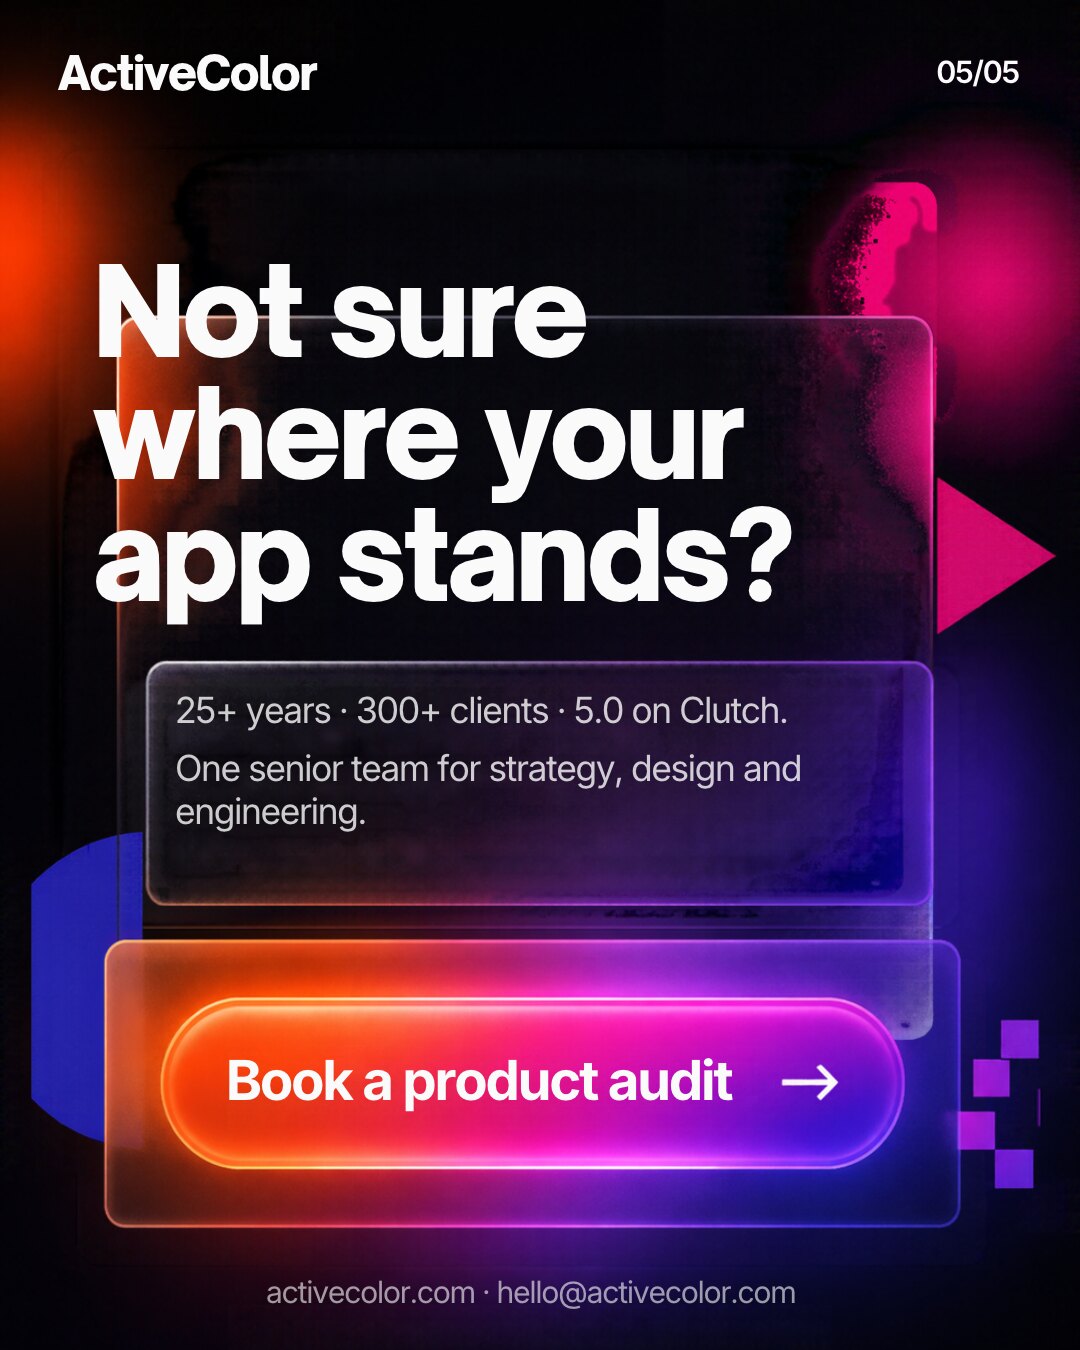 ActiveColor
05/05
Not sure
where your
app stands?
25+ years · 300+ clients · 5.0 on Clutch.
One senior team for strategy, design and
engineering.
Book a product audit →
activecolor.com · hello@activecolor.com